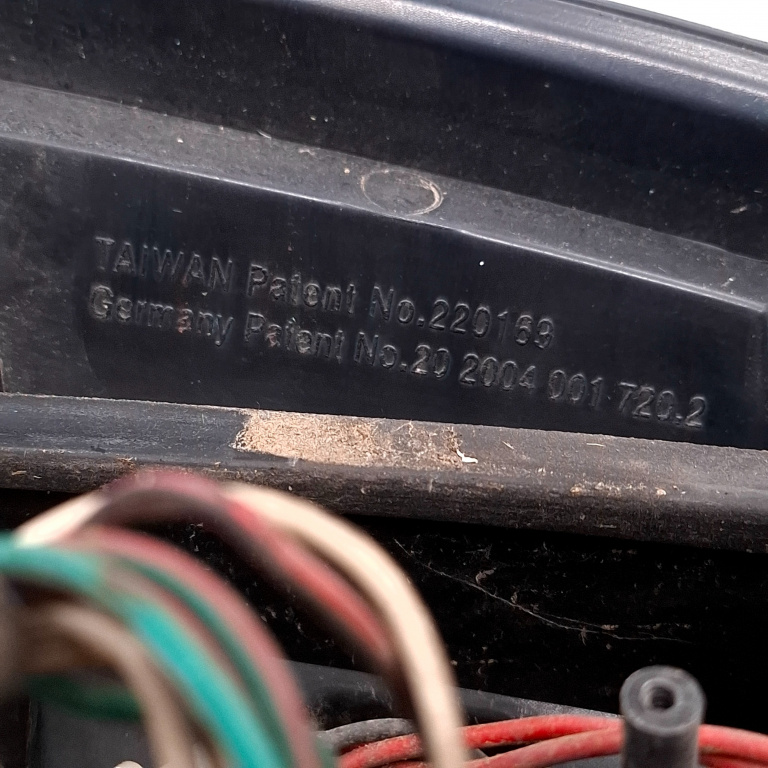 TAIWAN Patent No.220169
Germany Patent No.20 2004 001 720.2